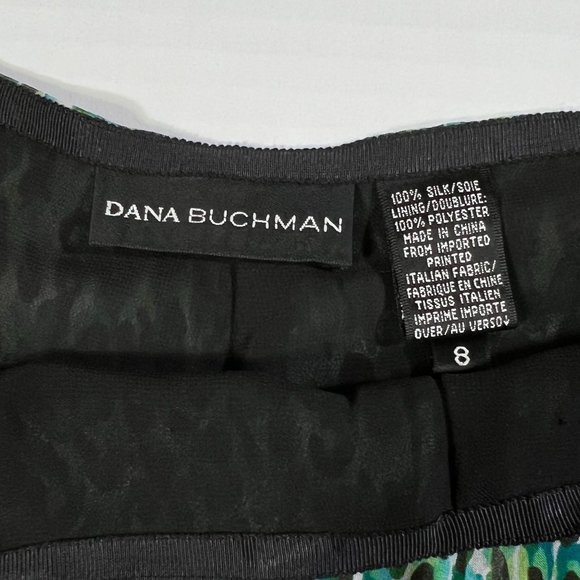 DANA BUCHMAN
100% SILK/SOIE
LINING/DOUBLURE:
100% POLYESTER
MADE IN CHINA
FROM IMPORTED
PRINTED
ITALIAN FABRIC/
FABRIQUE EN CHINE
TISSUS ITALIEN
IMPRIME IMPORTE
OVER/AU VERSO↓
8